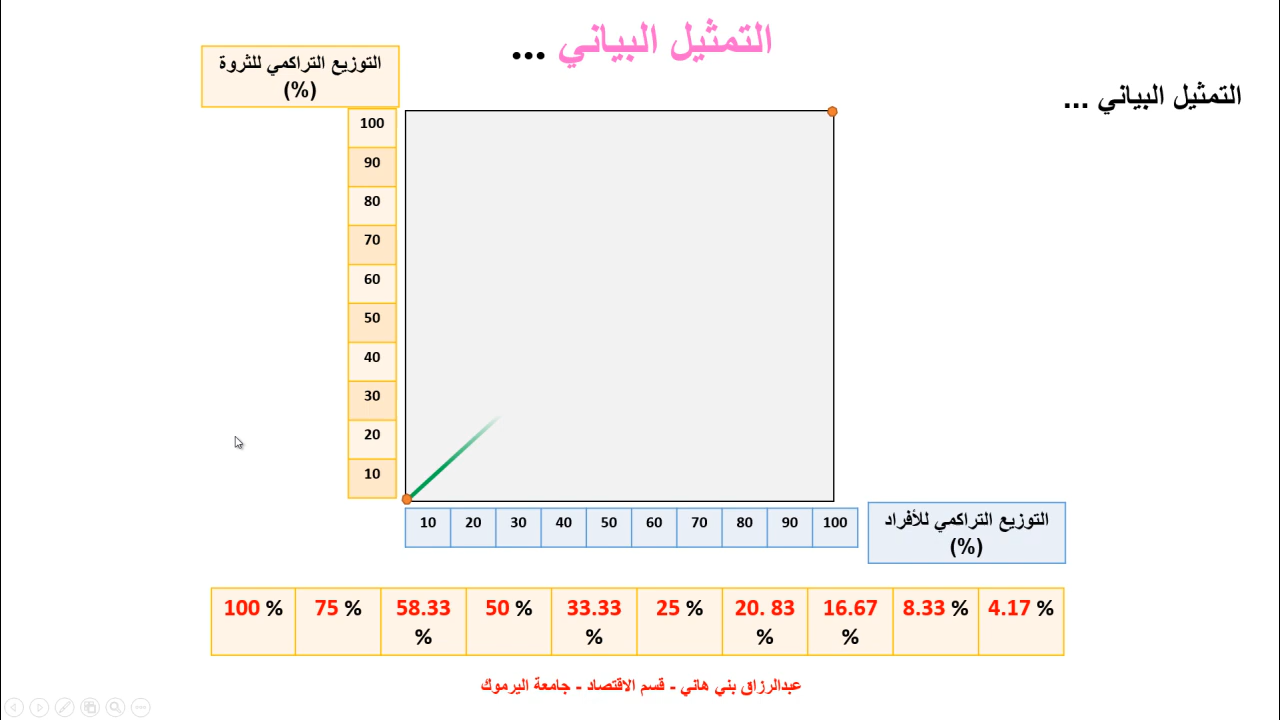 التمثيل البياني ...
التمثيل البياني ...
التوزيع التراكمي للثروة
(%)
100
90
80
70
60
50
40
30
20
10
10 20 30 40 50 60 70 80 90 100
التوزيع التراكمي للأفراد
(%)
100 % 75 % 58.33 % 50 % 33.33 % 25 % 20. 83 % 16.67 % 8.33 % 4.17 %
عبدالرزاق بني هاني - قسم الاقتصاد - جامعة اليرموك